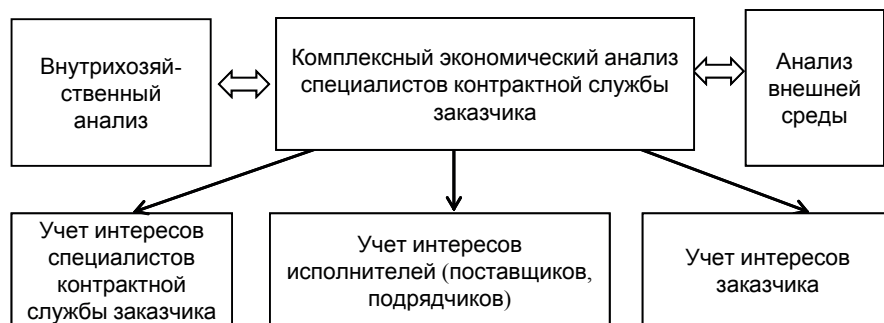 Внутрихозяй-
ственный
анализ
Комплексный экономический анализ
специалистов контрактной службы
заказчика
Анализ
внешней
среды
Учет интересов
специалистов
контрактной
службы заказчика
Учет интересов
исполнителей (поставщиков,
подрядчиков)
Учет интересов
заказчика